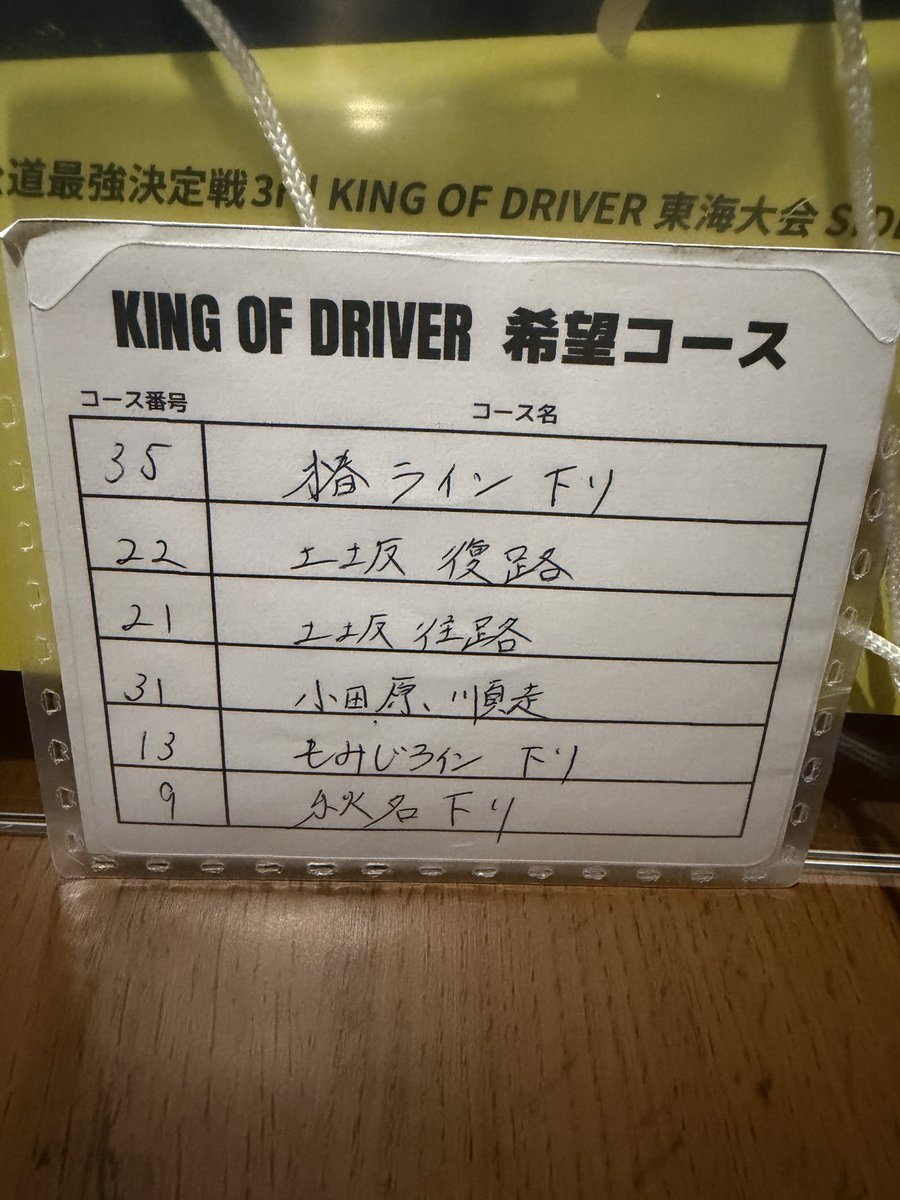 道最強決定戦3RD KING OF DRIVER 東海大会 SIDE
KING OF DRIVER 希望コース
コース番号 コース名
35 椿ライン 下り
22 土坂 復路
21 土坂 往路
31 小田原 順走
13 もみじライン 下り
9 秋名 下り